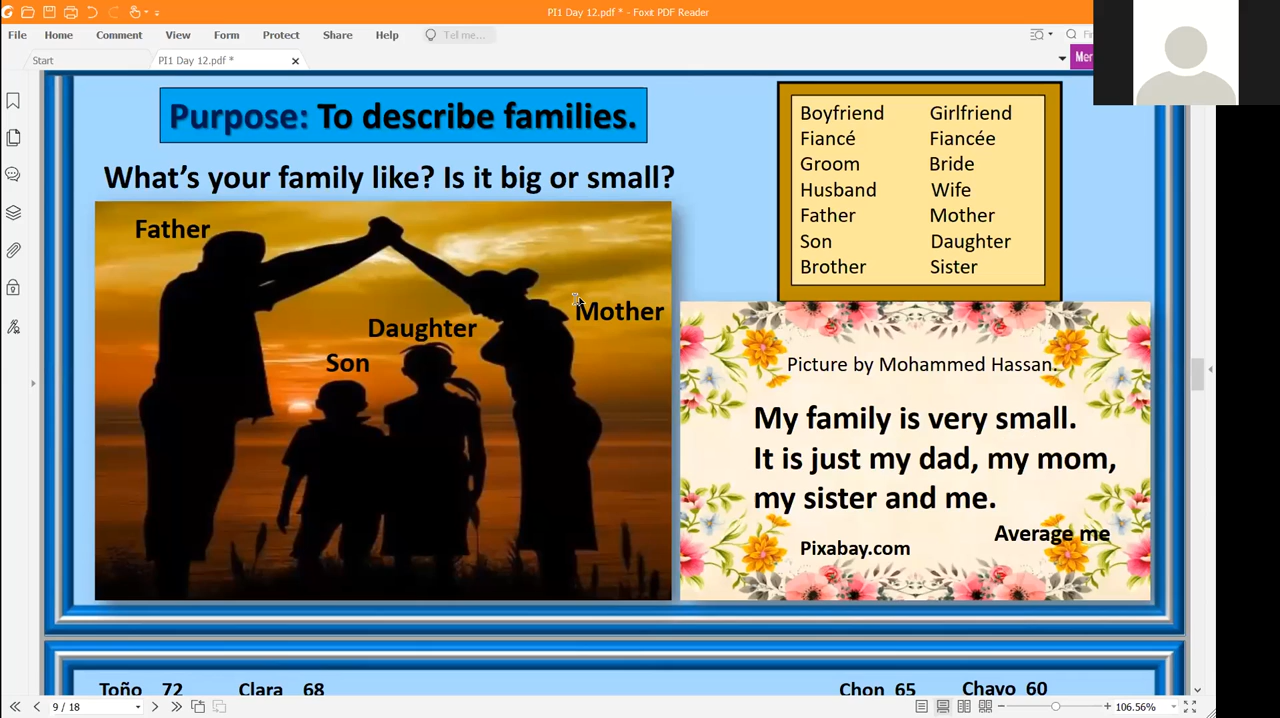 PI1 Day 12.pdf * - Foxit PDF Reader
File Home Comment View Form Protect Share Help Tell me...
Start PI1 Day 12.pdf *
Purpose: To describe families.
What's your family like? Is it big or small?
Father
Mother
Daughter
Son
Boyfriend Girlfriend
Fiancé Fiancée
Groom Bride
Husband Wife
Father Mother
Son Daughter
Brother Sister
Picture by Mohammed Hassan.
My family is very small.
It is just my dad, my mom,
my sister and me.
Average me
Pixabay.com
Toño 72 Clara 68 Chon 65 Chavo 60
9 / 18 106.56%